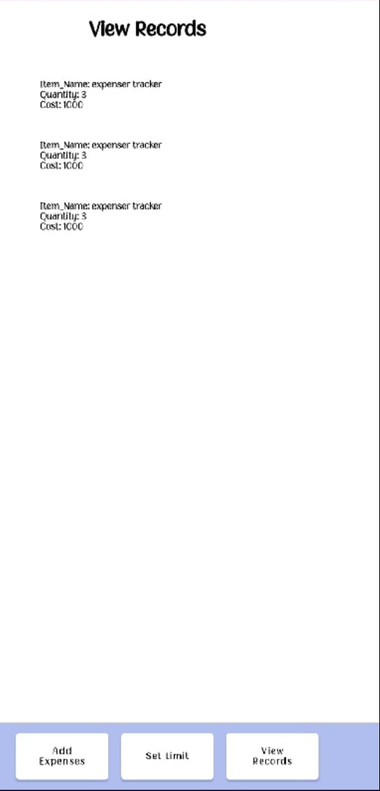 View Records
Item_Name: expenser tracker
Quantity: 3
Cost: 1000
Item_Name: expenser tracker
Quantity: 3
Cost: 1000
Item_Name: expenser tracker
Quantity: 3
Cost: 1000
Add
Expenses
Set Limit
View
Records